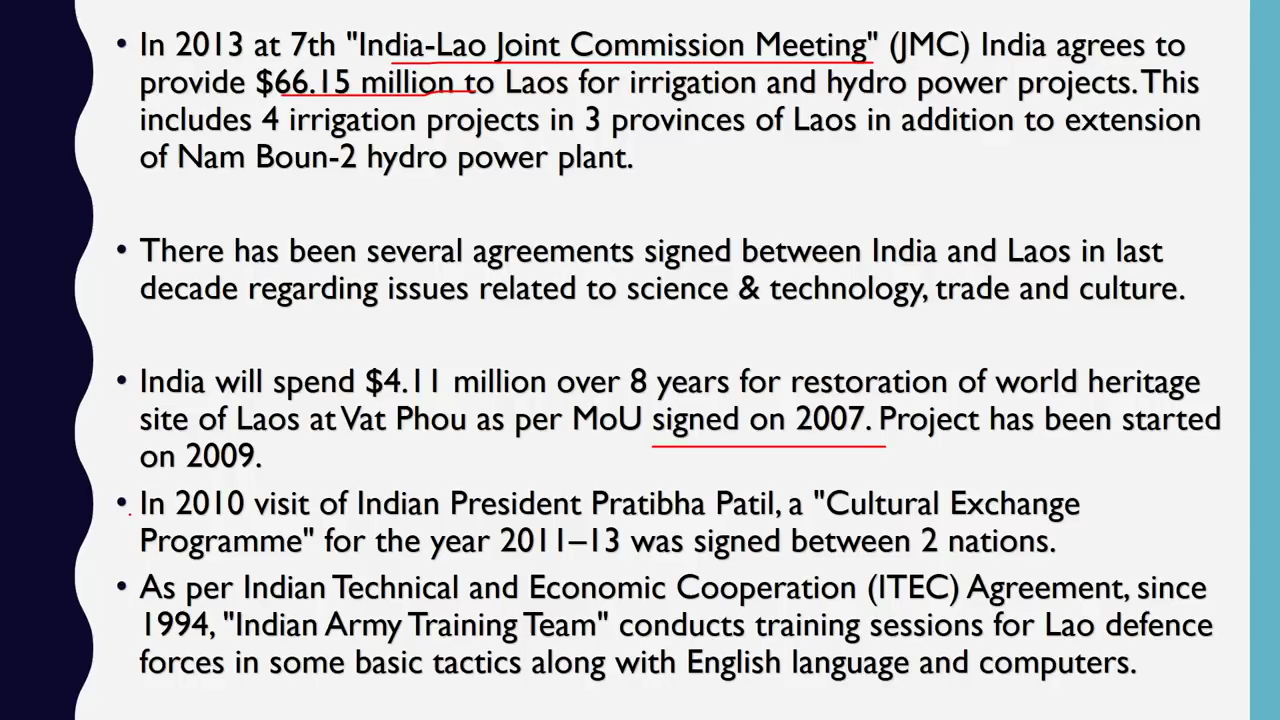 • In 2013 at 7th "India-Lao Joint Commission Meeting" (JMC) India agrees to
provide $66.15 million to Laos for irrigation and hydro power projects. This
includes 4 irrigation projects in 3 provinces of Laos in addition to extension
of Nam Boun-2 hydro power plant.
• There has been several agreements signed between India and Laos in last
decade regarding issues related to science & technology, trade and culture.
• India will spend $4.11 million over 8 years for restoration of world heritage
site of Laos at Vat Phou as per MoU signed on 2007. Project has been started
on 2009.
• In 2010 visit of Indian President Pratibha Patil, a "Cultural Exchange
Programme" for the year 2011–13 was signed between 2 nations.
• As per Indian Technical and Economic Cooperation (ITEC) Agreement, since
1994, "Indian Army Training Team" conducts training sessions for Lao defence
forces in some basic tactics along with English language and computers.